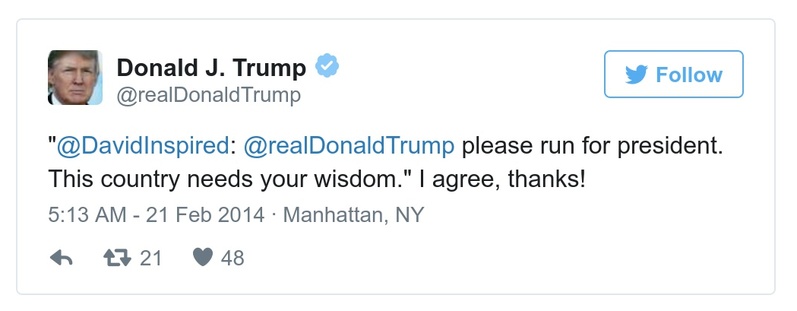 Donald J. Trump
@realDonaldTrump
Follow
"@DavidInspired: @realDonaldTrump please run for president.
This country needs your wisdom." I agree, thanks!
5:13 AM - 21 Feb 2014 · Manhattan, NY
21 48